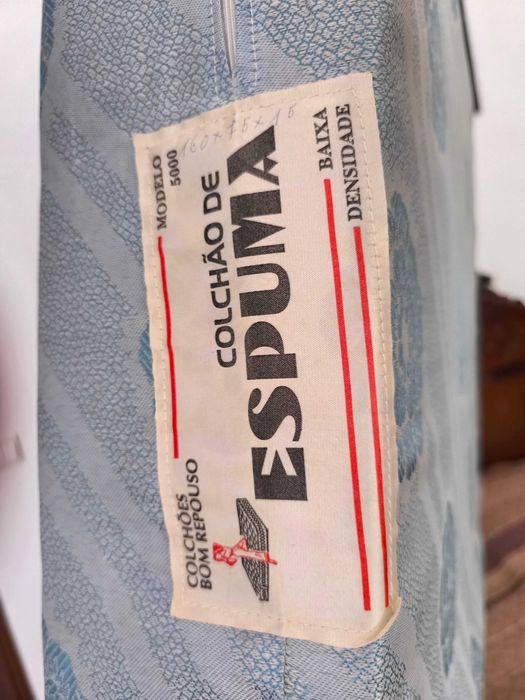 160x75x15
COLCHÕES
BOM REPOUSO
MODELO
5000
COLCHÃO DE
ESPUMA
BAIXA
DENSIDADE